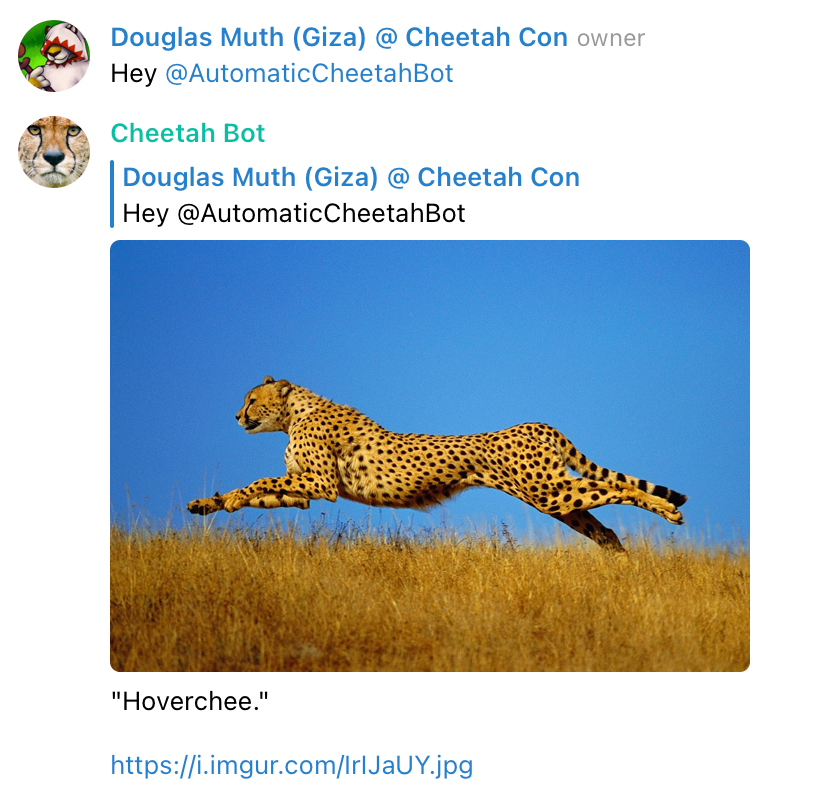 Douglas Muth (Giza) @ Cheetah Con owner
Hey @AutomaticCheetahBot
Cheetah Bot
Douglas Muth (Giza) @ Cheetah Con
Hey @AutomaticCheetahBot
"Hoverchee."
https://i.imgur.com/IrIJaUY.jpg